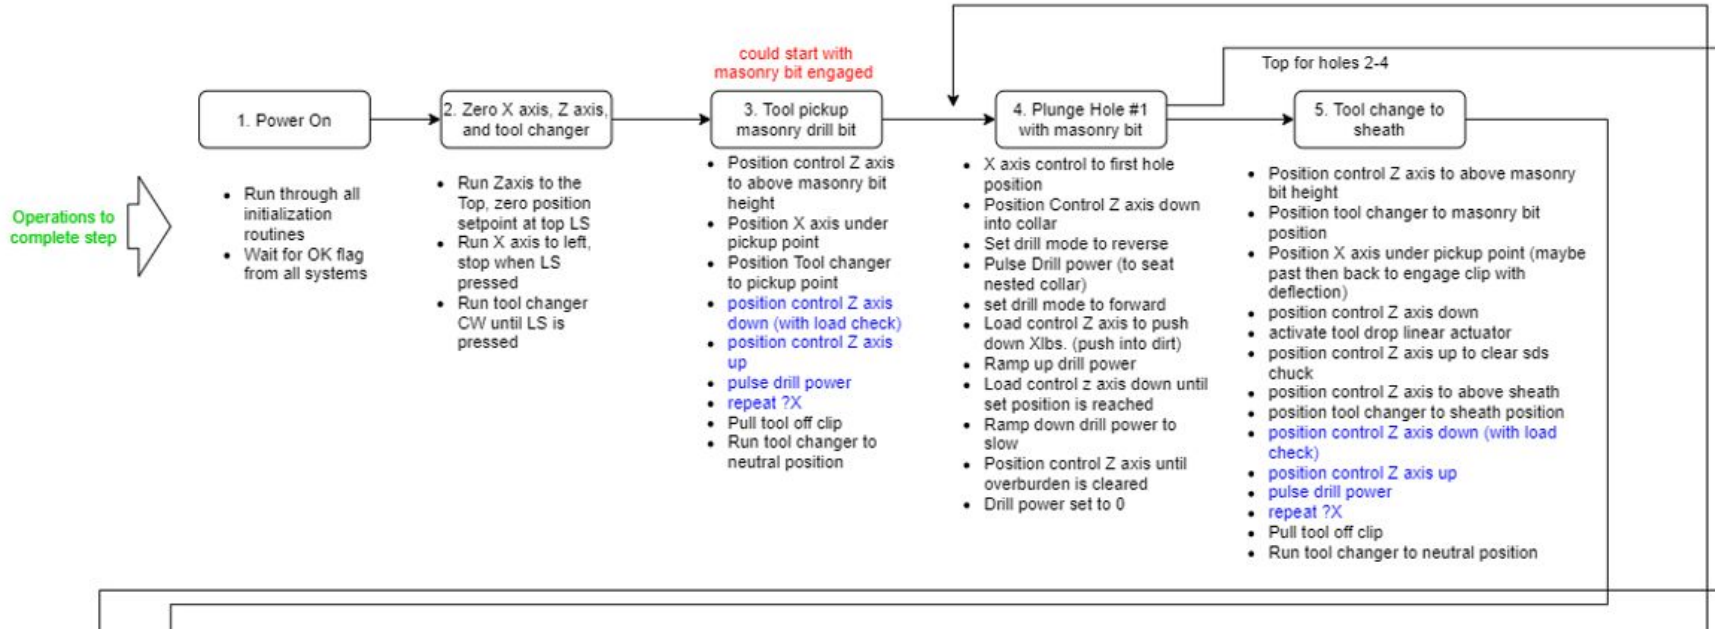 could start with
masonry bit engaged
Top for holes 2-4
1. Power On
2. Zero X axis, Z axis,
and tool changer
3. Tool pickup
masonry drill bit
4. Plunge Hole #1
with masonry bit
5. Tool change to
sheath
Operations to
complete step
• Run through all
initialization
routines
• Wait for OK flag
from all systems
• Run Zaxis to the
Top, zero position
setpoint at top LS
• Run X axis to left,
stop when LS
pressed
• Run tool changer
CW until LS is
pressed
• Position control Z axis
to above masonry bit
height
• Position X axis under
pickup point
• Position Tool changer
to pickup point
• position control Z axis
down (with load check)
• position control Z axis
up
• pulse drill power
• repeat ?X
• Pull tool off clip
• Run tool changer to
neutral position
• X axis control to first hole
position
• Position Control Z axis down
into collar
• Set drill mode to reverse
• Pulse Drill power (to seat
nested collar)
• set drill mode to forward
• Load control Z axis to push
down Xlbs. (push into dirt)
• Ramp up drill power
• Load control z axis down until
set position is reached
• Ramp down drill power to
slow
• Position control Z axis until
overburden is cleared
• Drill power set to 0
• Position control Z axis to above masonry
bit height
• Position tool changer to masonry bit
position
• Position X axis under pickup point (maybe
past then back to engage clip with
deflection)
• position control Z axis down
• activate tool drop linear actuator
• position control Z axis up to clear sds
chuck
• position control Z axis to above sheath
• position tool changer to sheath position
• position control Z axis down (with load
check)
• position control Z axis up
• pulse drill power
• repeat ?X
• Pull tool off clip
• Run tool changer to neutral position